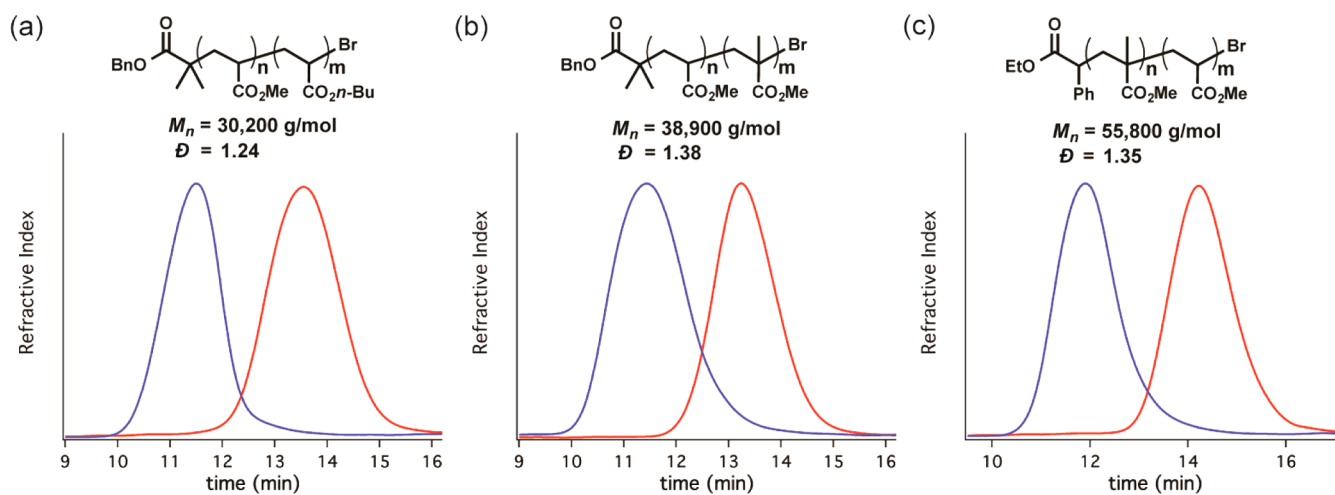 (a)
O
BnO
Br
n
m
CO2Me
CO2n-Bu
Mn = 30,200 g/mol
Đ = 1.24
Refractive Index
9 10 11 12 13 14 15 16
time (min)
(b)
O
BnO
Br
n
m
CO2Me
CO2Me
Mn = 38,900 g/mol
Đ = 1.38
Refractive Index
9 10 11 12 13 14 15 16
time (min)
(c)
O
EtO
Br
n
m
Ph
CO2Me
CO2Me
Mn = 55,800 g/mol
Đ = 1.35
Refractive Index
10 12 14 16
time (min)